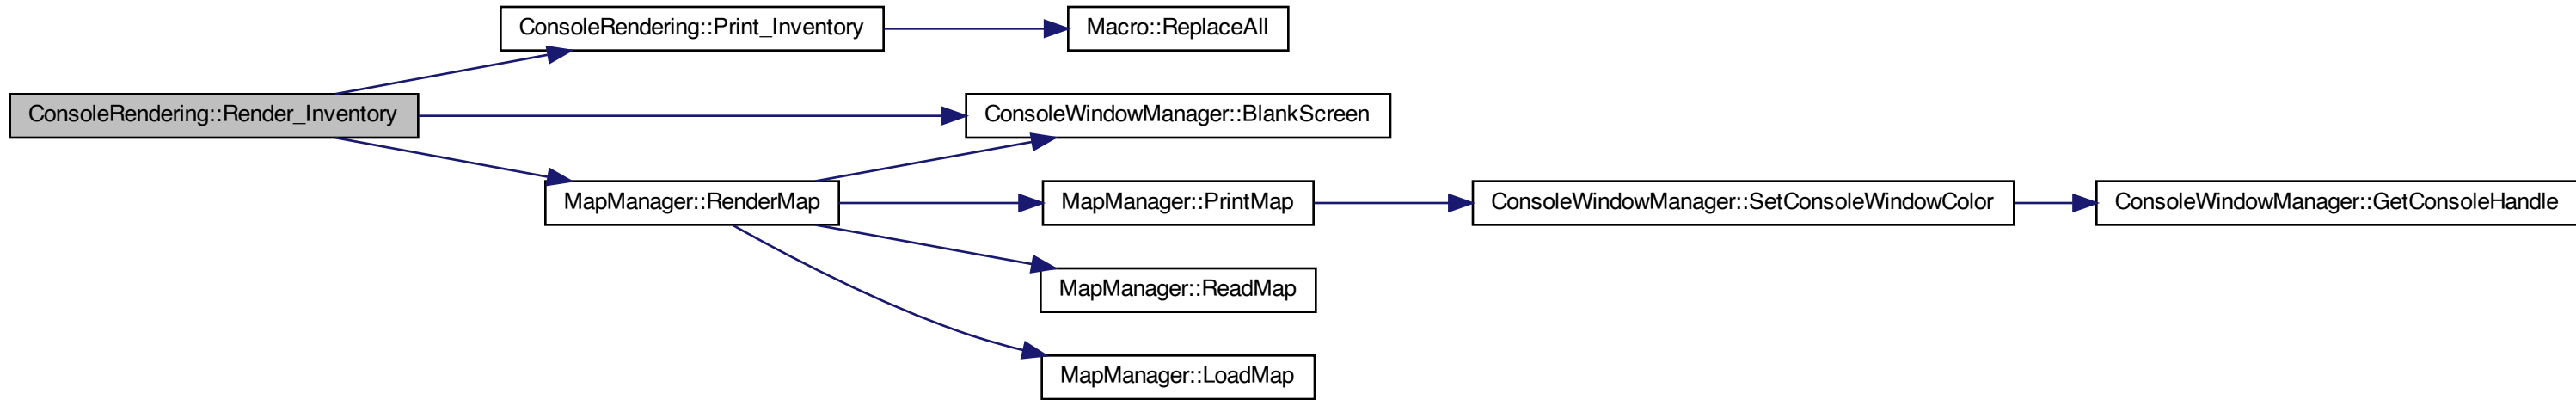 ConsoleRendering::Print_Inventory
Macro::ReplaceAll
ConsoleRendering::Render_Inventory
ConsoleWindowManager::BlankScreen
MapManager::RenderMap
MapManager::PrintMap
ConsoleWindowManager::SetConsoleWindowColor
ConsoleWindowManager::GetConsoleHandle
MapManager::ReadMap
MapManager::LoadMap